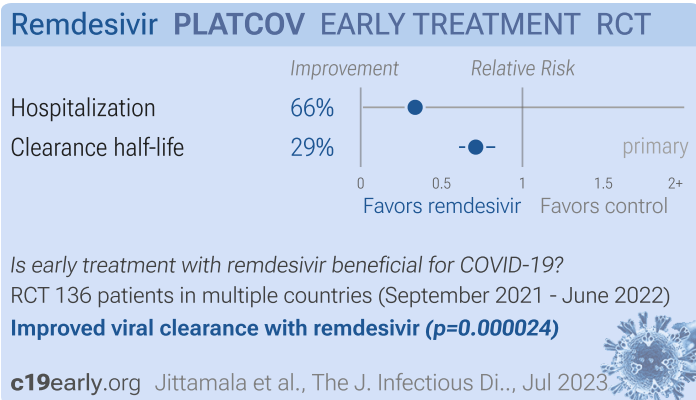 Remdesivir PLATCOV EARLY TREATMENT RCT
Improvement Relative Risk
Hospitalization 66%
Clearance half-life 29% primary
0 0.5 1 1.5 2+
Favors remdesivir Favors control
Is early treatment with remdesivir beneficial for COVID-19?
RCT 136 patients in multiple countries (September 2021 - June 2022)
Improved viral clearance with remdesivir (p=0.000024)
c19early.org Jittamala et al., The J. Infectious Di.., Jul 2023